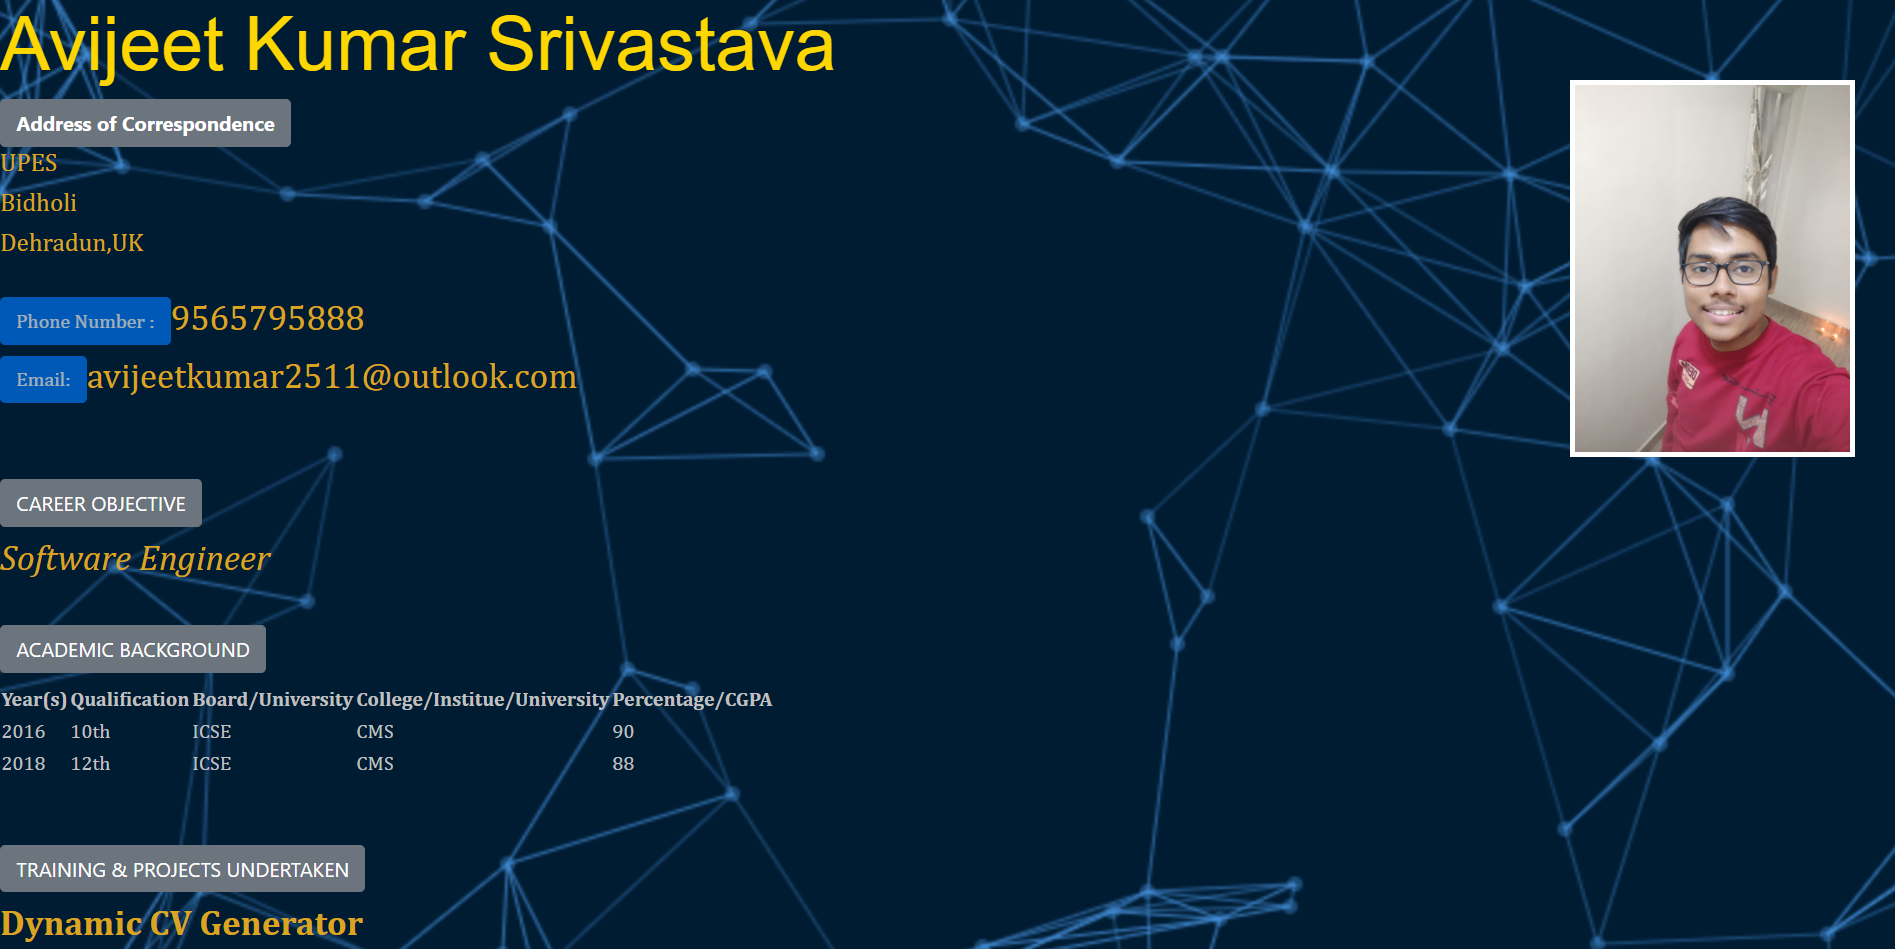 Avijeet Kumar Srivastava
Address of Correspondence
UPES
Bidholi
Dehradun,UK
Phone Number : 9565795888
Email: avijeetkumar2511@outlook.com
CAREER OBJECTIVE
Software Engineer
ACADEMIC BACKGROUND
Year(s) Qualification Board/University College/Institue/University Percentage/CGPA
2016 10th ICSE CMS 90
2018 12th ICSE CMS 88
TRAINING & PROJECTS UNDERTAKEN
Dynamic CV Generator